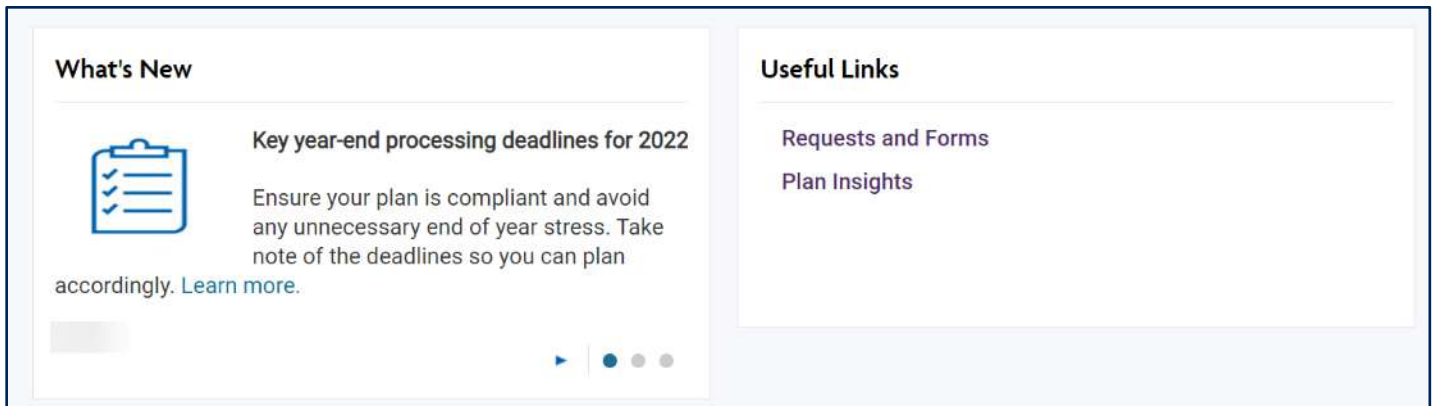 What's New
Key year-end processing deadlines for 2022
Ensure your plan is compliant and avoid
any unnecessary end of year stress. Take
note of the deadlines so you can plan
accordingly. Learn more.
Useful Links
Requests and Forms
Plan Insights